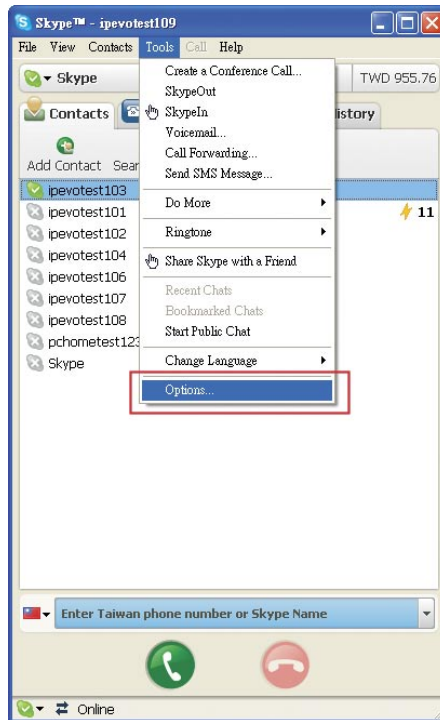 Skype™ - ipevotest109
File View Contacts Tools Call Help
Skype
TWD 955.76
Create a Conference Call...
SkypeOut
SkypeIn
Voicemail...
Call Forwarding...
Send SMS Message...
Do More
Ringtone
Share Skype with a Friend
Recent Chats
Bookmarked Chats
Start Public Chat
Change Language
Options...
Contacts
istory
Add Contact Sear
ipevotest103
ipevotest101
11
ipevotest102
ipevotest104
ipevotest106
ipevotest107
ipevotest108
pchometest123
Skype
Enter Taiwan phone number or Skype Name
Online